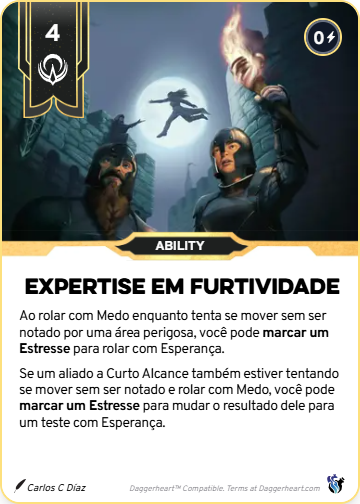 4
0
ABILITY
EXPERTISE EM FURTIVIDADE
Ao rolar com Medo enquanto tenta se mover sem ser
notado por uma área perigosa, você pode marcar um
Estresse para rolar com Esperança.
Se um aliado a Curto Alcance também estiver tentando
se mover sem ser notado e rolar com Medo, você pode
marcar um Estresse para mudar o resultado dele para
um teste com Esperança.
Carlos C Díaz
Daggerheart™ Compatible. Terms at Daggerheart.com